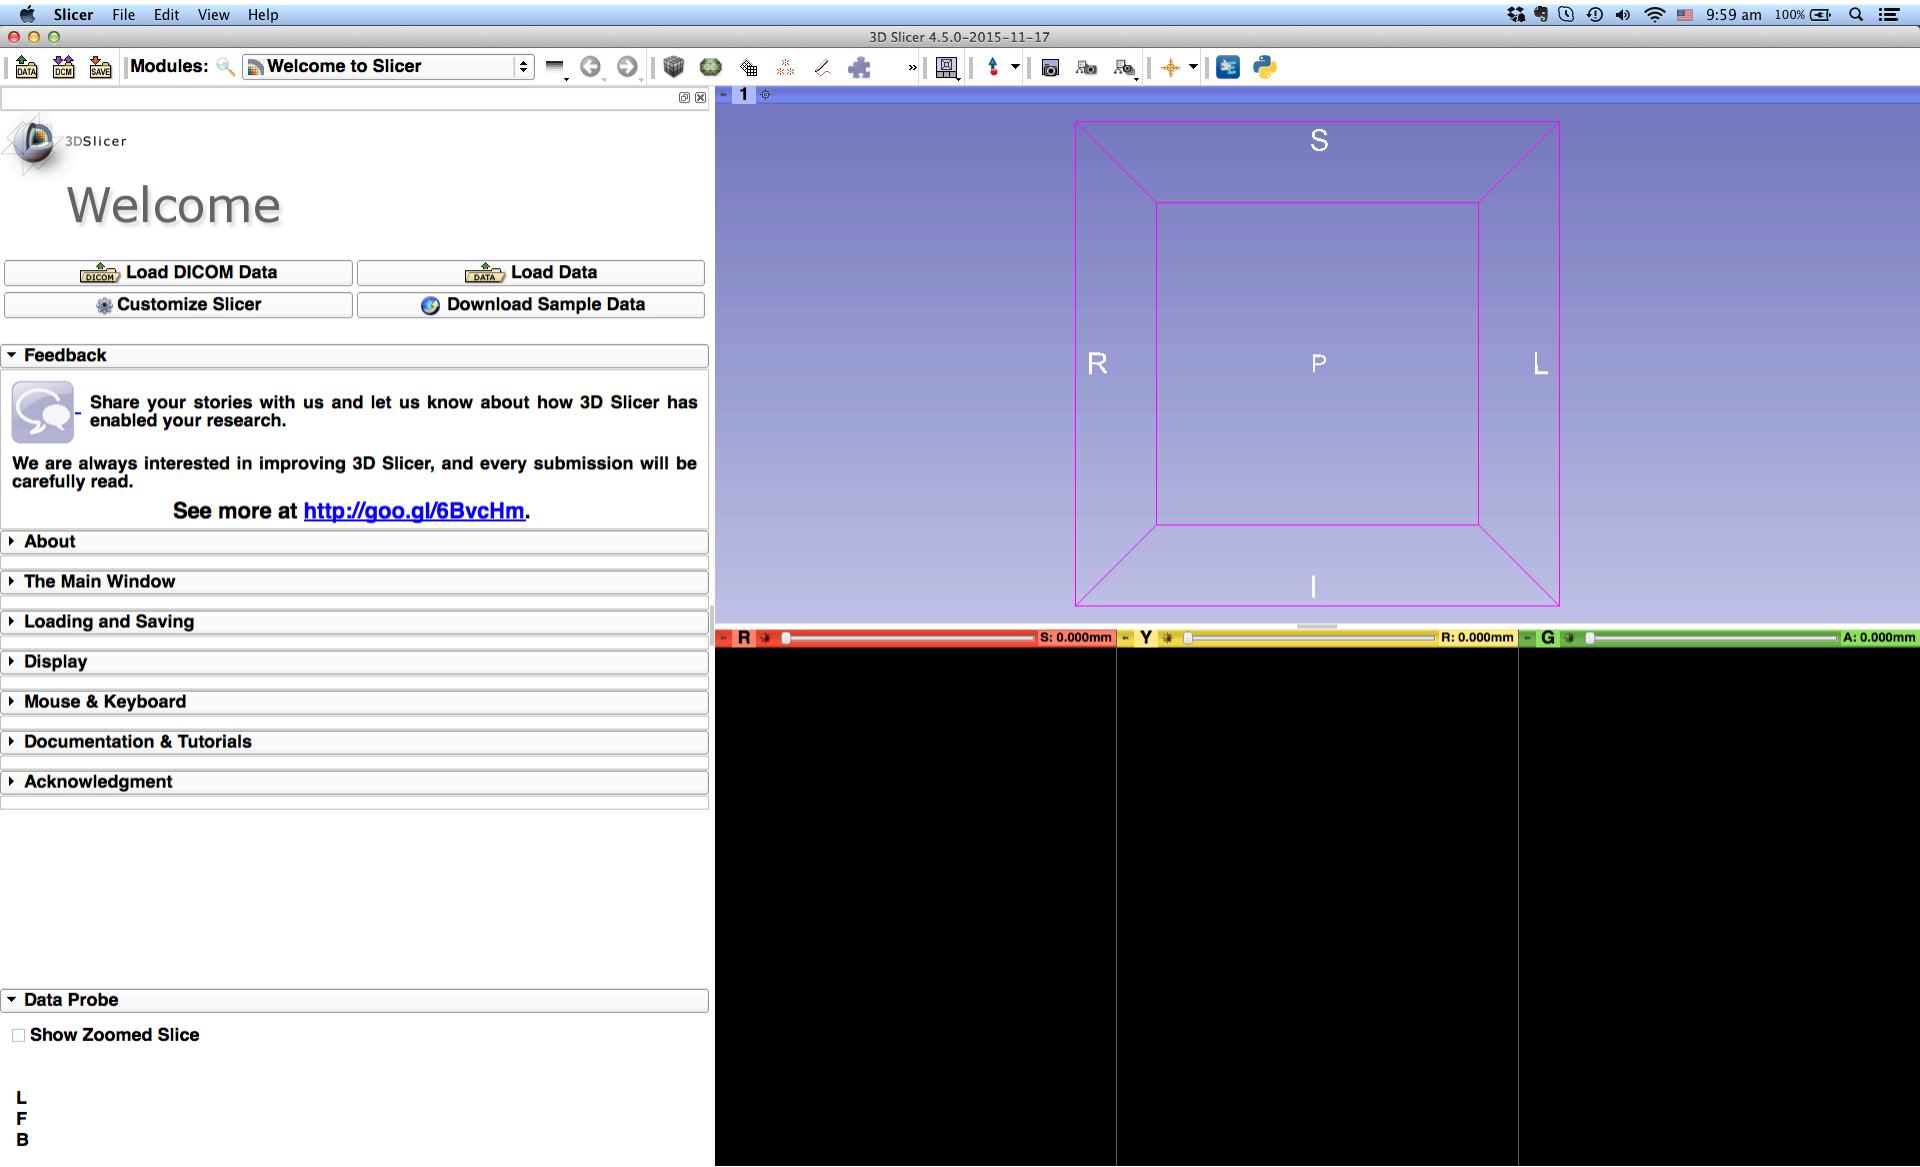 Slicer File Edit View Help 9:59 am 100%
3D Slicer 4.5.0-2015-11-17
DATA DCM SAVE Modules: Welcome to Slicer »
1
3DSlicer
Welcome
DICOM Load DICOM Data DATA Load Data
Customize Slicer Download Sample Data
Feedback
Share your stories with us and let us know about how 3D Slicer has
enabled your research.
We are always interested in improving 3D Slicer, and every submission will be
carefully read.
See more at http://goo.gl/6BvcHm.
About
The Main Window
Loading and Saving
Display
Mouse & Keyboard
Documentation & Tutorials
Acknowledgment
Data Probe
Show Zoomed Slice
L
F
B
S
R P L
I
R S: 0.000mm Y R: 0.000mm G A: 0.000mm